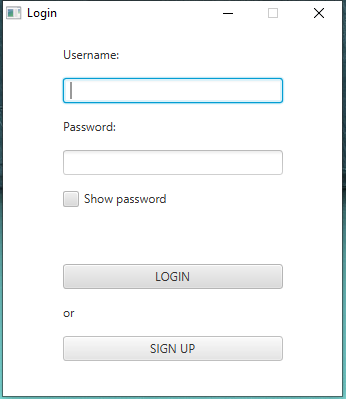 Login
Username:
Password:
Show password
LOGIN
or
SIGN UP